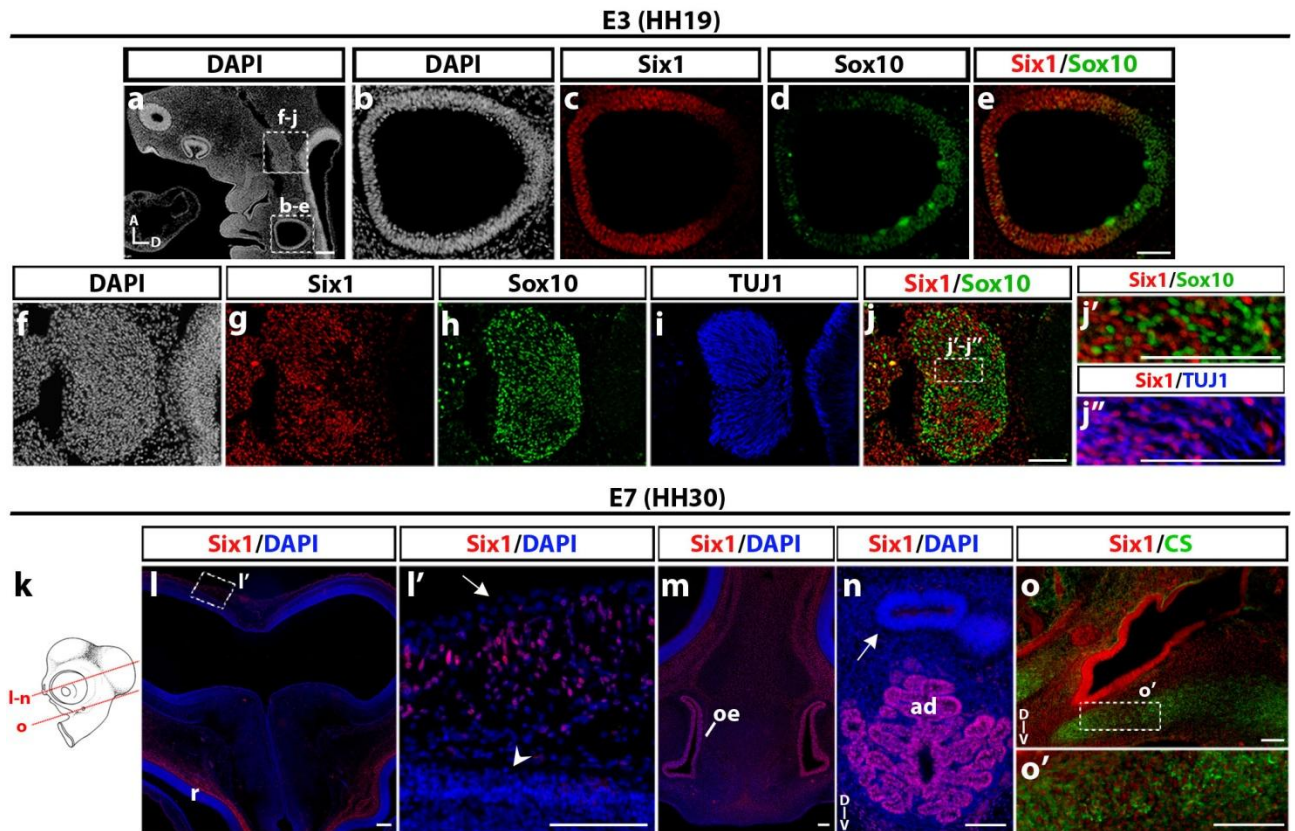 E3 (HH19)
DAPI DAPI Six1 Sox10 Six1/Sox10
a b c d e
f-j
b-e
A
D
DAPI Six1 Sox10 TUJ1 Six1/Sox10 Six1/Sox10
f g h i j j'
j'-j"
Six1/TUJ1
j"
E7 (HH30)
Six1/DAPI Six1/DAPI Six1/DAPI Six1/DAPI Six1/CS
k l l' l' m n o
l-n
o
r
oe
ad
D
V
o'
D
V
o'